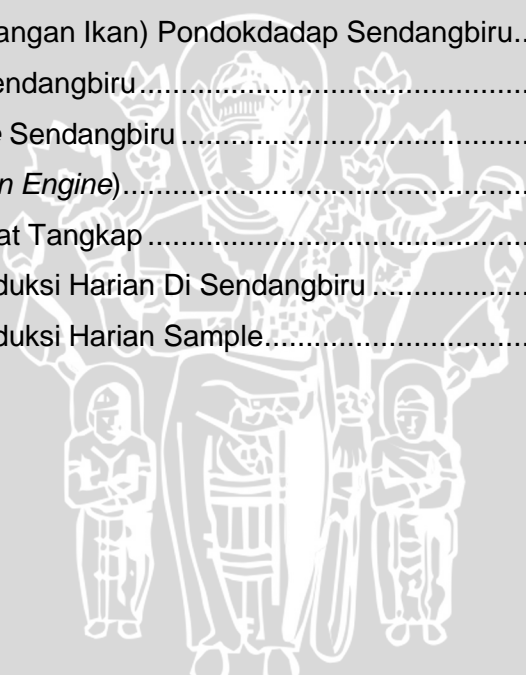 angan Ikan) Pondokdadap Sendangbiru..
endangbiru..........................................
e Sendangbiru.....................................
n Engine)............................................
at Tangkap.........................................
duksi Harian Di Sendangbiru..................
duksi Harian Sample..............................